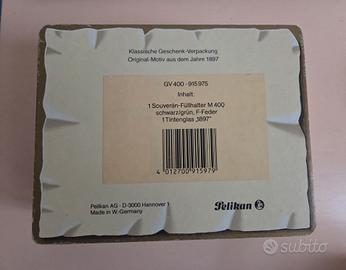 Klassische Geschenk-Verpackung
Original-Motiv aus dem Jahre 1897
GV 400 · 915975
Inhalt:
1 Souverän-Füllhalter M 400
schwarz/grün, F-Feder
1 Tintenglas „1897"
4 012700 915979
Pelikan AG · D-3000 Hannover 1
Made in W.-Germany
Pelikan
subito